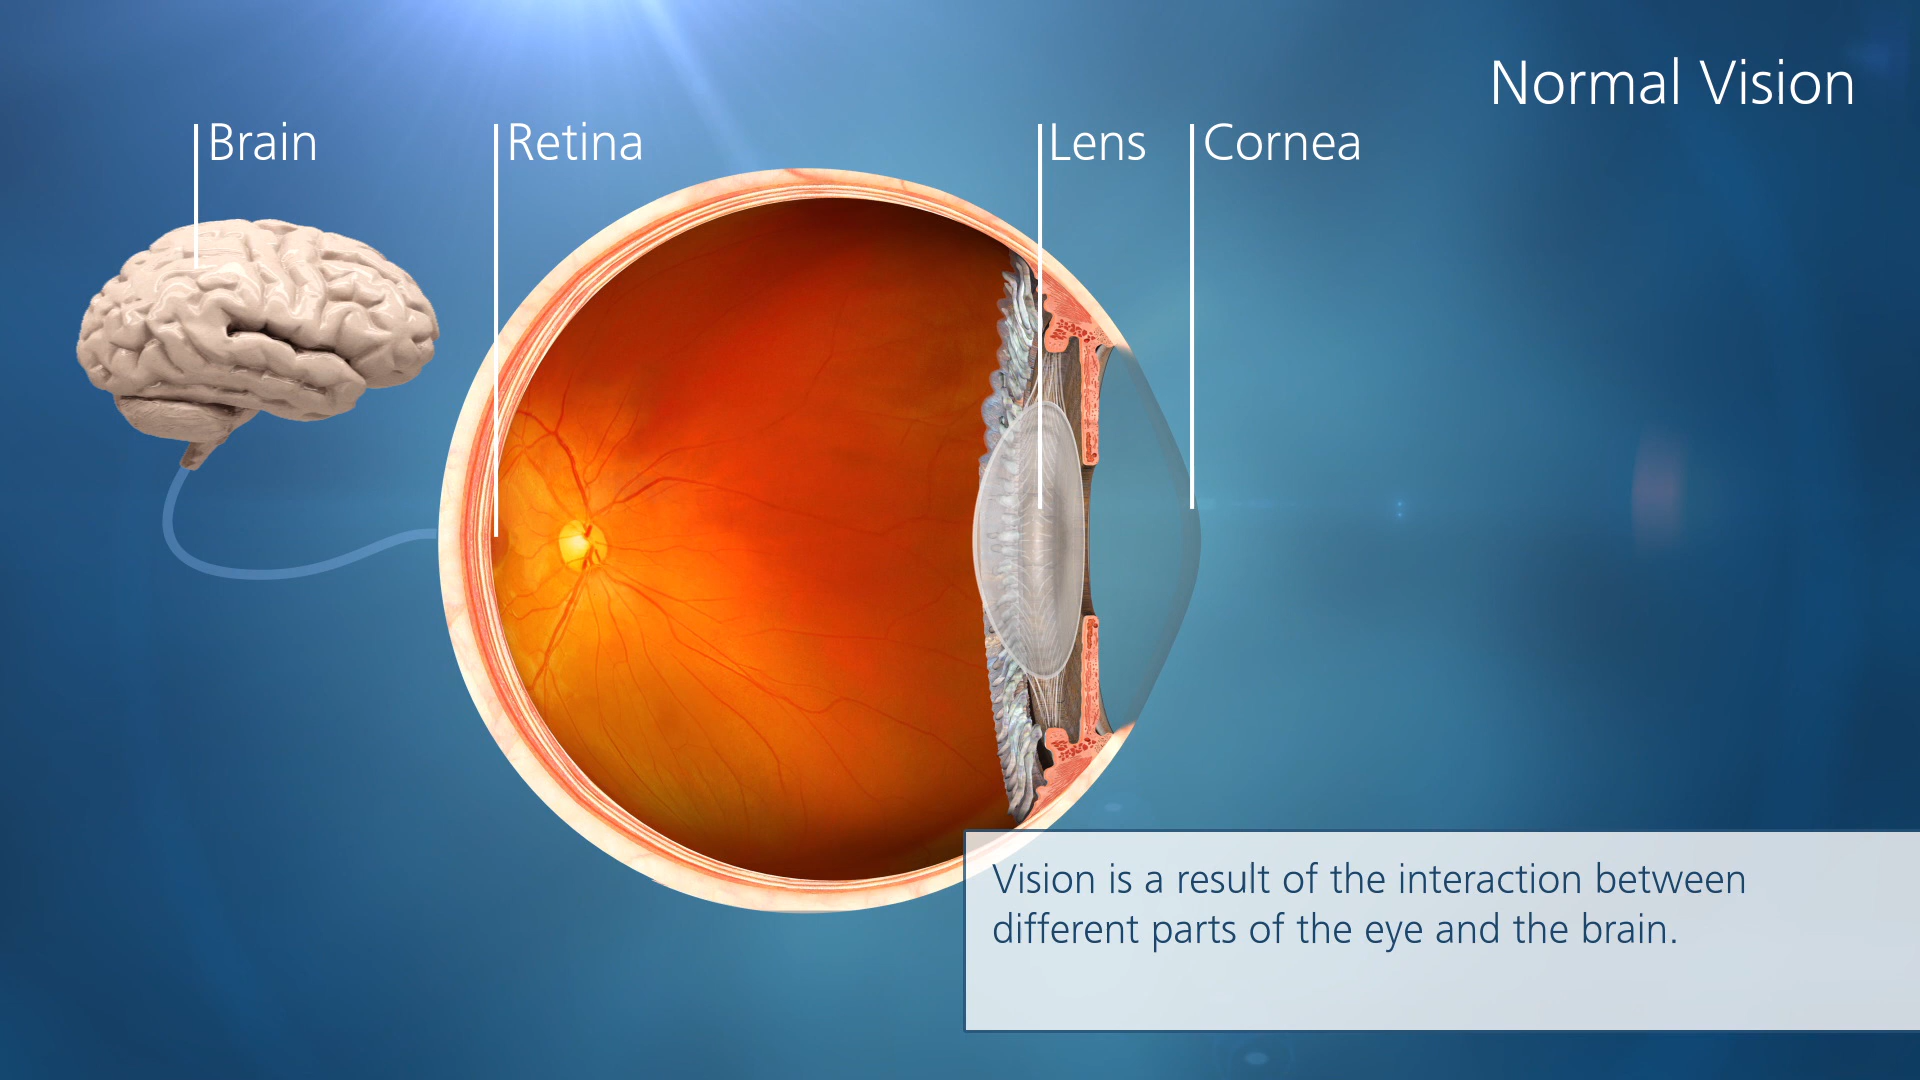 Normal Vision
Brain
Retina
Lens
Cornea
Vision is a result of the interaction between
different parts of the eye and the brain.